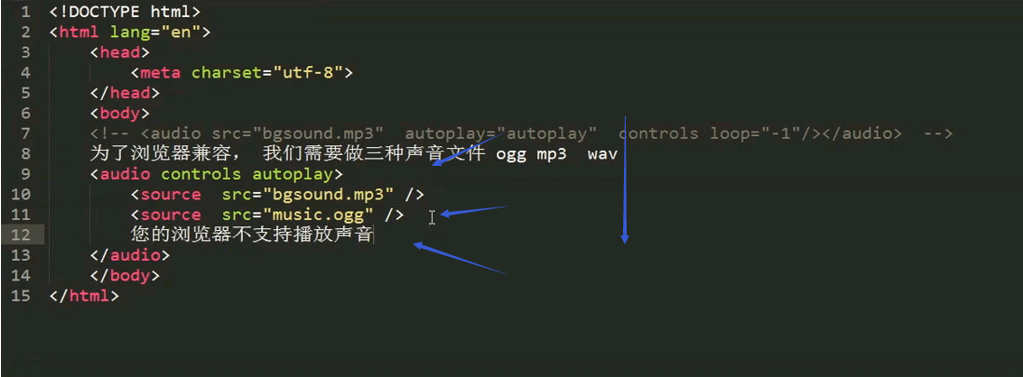 1 <!DOCTYPE html>
2 <html lang="en">
3 <head>
4 <meta charset="utf-8">
5 </head>
6 <body>
7 <!-- <audio src="bgsound.mp3"  autoplay="autoplay"  controls loop="-1"/></audio>  -->
8 为了浏览器兼容， 我们需要做三种声音文件 ogg mp3  wav
9 <audio controls autoplay>
10 <source  src="bgsound.mp3" />
11 <source  src="music.ogg" />
12 您的浏览器不支持播放声音
13 </audio>
14 </body>
15 </html>